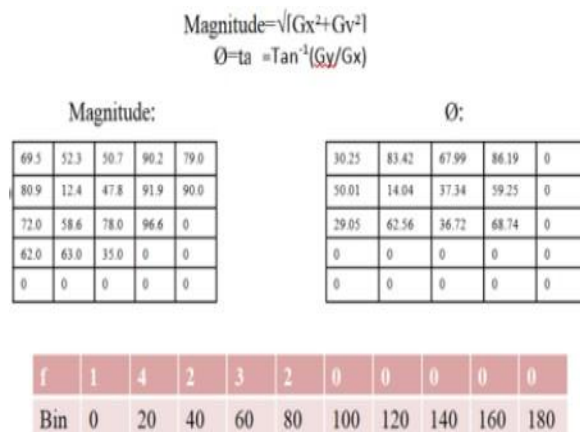 Magnitude=√[Gx²+Gv²]
Ø=ta =Tan⁻¹(Gy/Gx)
Magnitude: Ø:
69.5 52.3 50.7 90.2 79.0 30.25 83.42 67.99 86.19 0
80.9 12.4 47.8 91.9 90.0 50.01 14.04 37.34 59.25 0
72.0 58.6 78.0 96.6 0 29.05 62.56 36.72 68.74 0
62.0 63.0 35.0 0 0 0 0 0 0 0
0 0 0 0 0 0 0 0 0 0
f 1 4 2 3 2 0 0 0 0 0
Bin 0 20 40 60 80 100 120 140 160 180